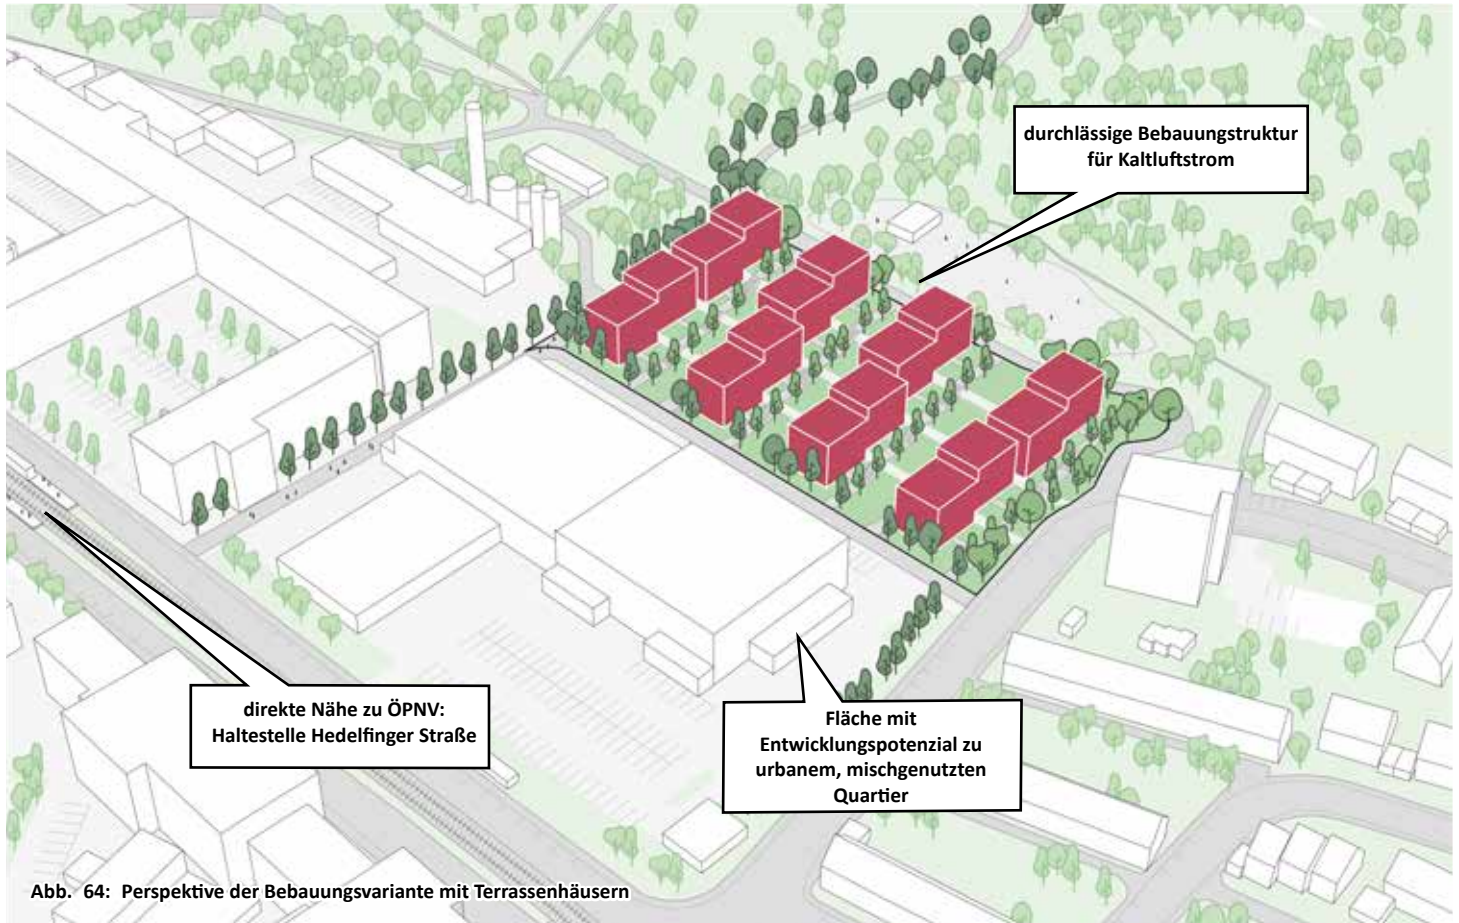 durchlässige Bebauungstruktur
für Kaltluftstrom
direkte Nähe zu ÖPNV:
Haltestelle Hedelfinger Straße
Fläche mit
Entwicklungspotenzial zu
urbanem, mischgenutzten
Quartier
Abb. 64: Perspektive der Bebauungsvariante mit Terrassenhäusern